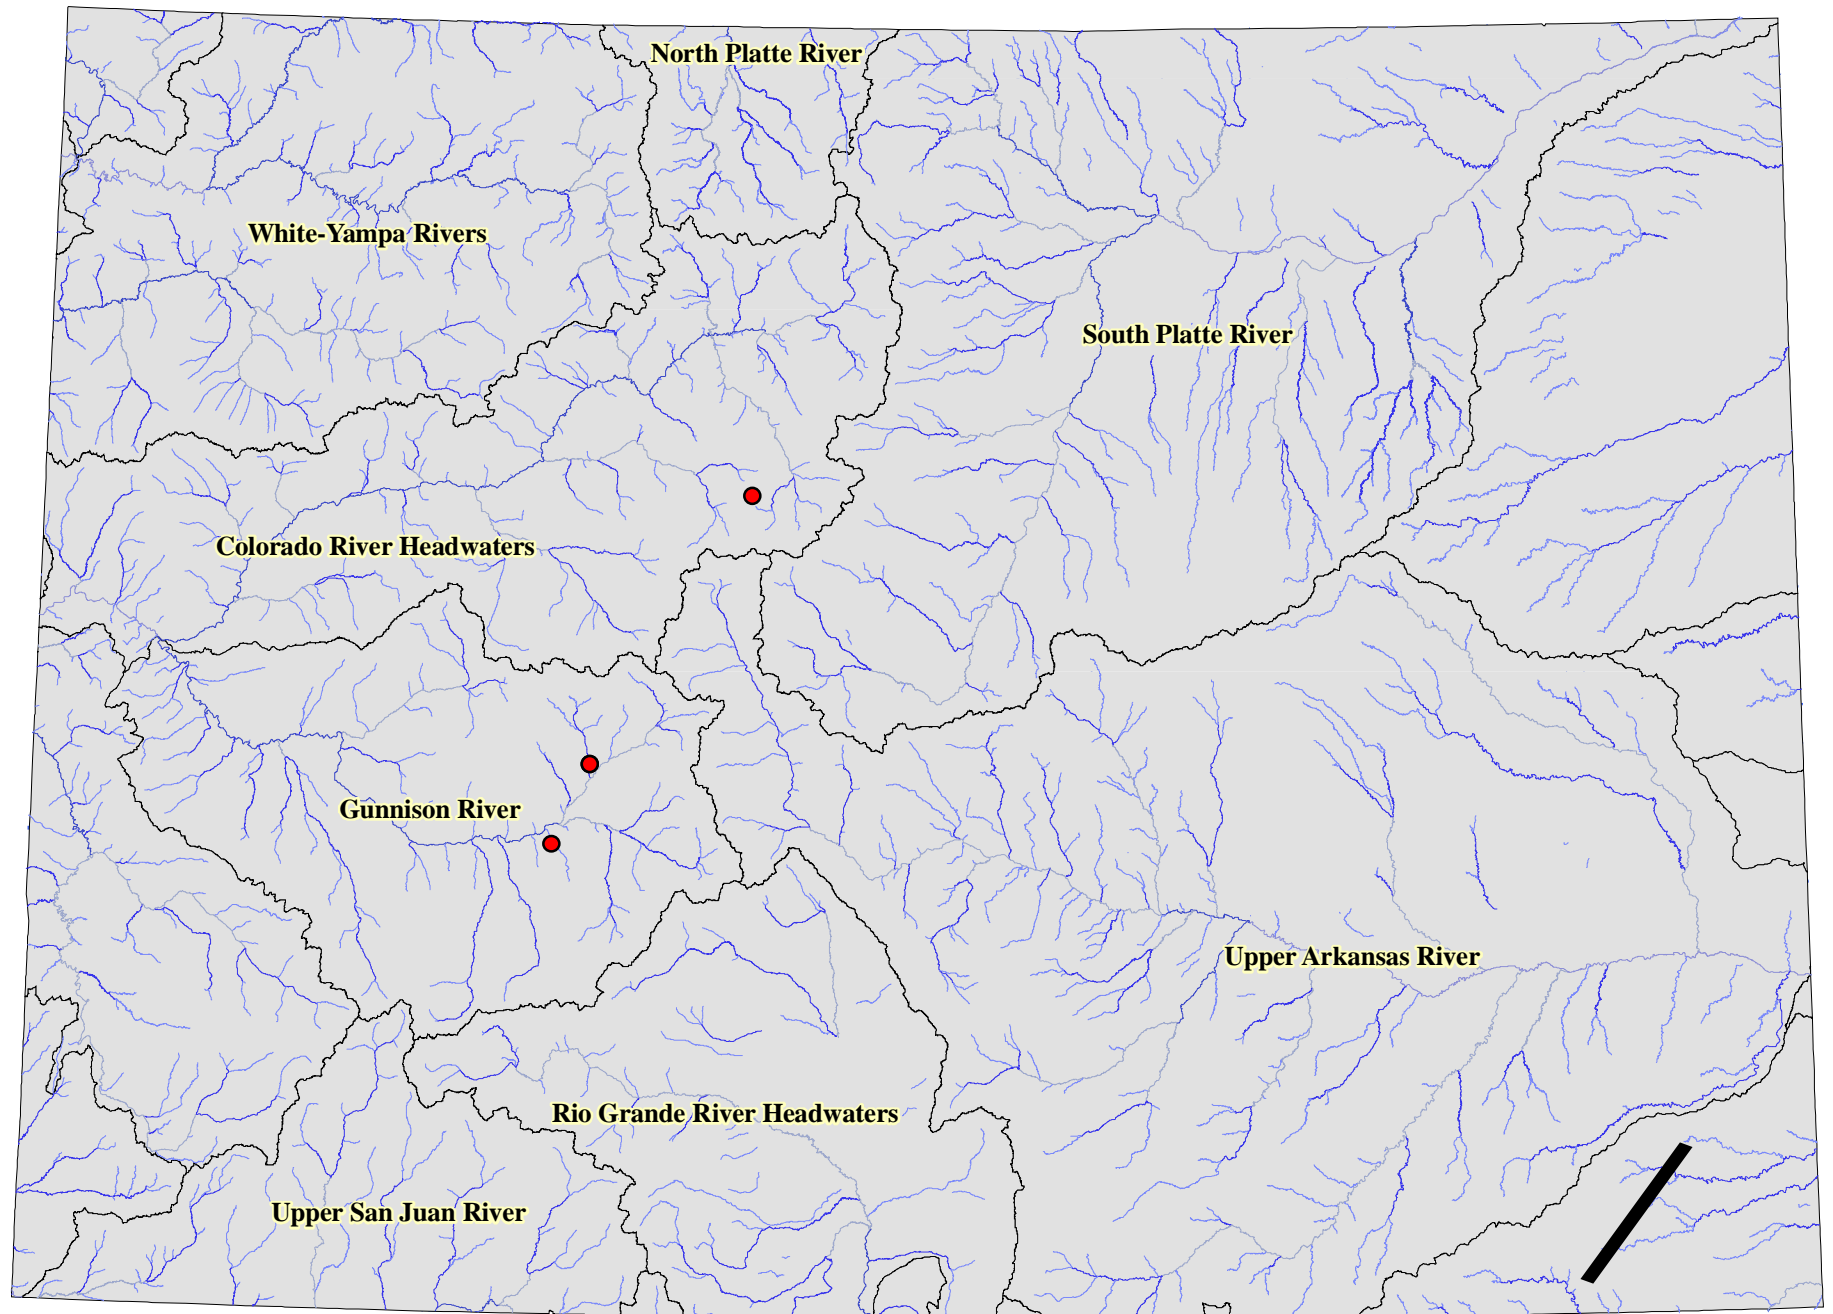 North Platte River
White-Yampa Rivers
South Platte River
Colorado River Headwaters
Gunnison River
Upper Arkansas River
Rio Grande River Headwaters
Upper San Juan River